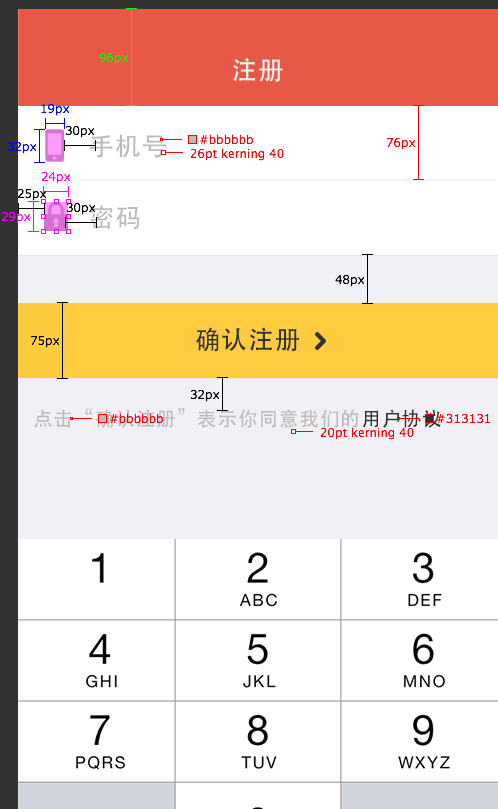 96px
注册
19px
30px
32px
手机号
#bbbbbb
26pt kerning 40
76px
24px
25px
30px
29px
密码
48px
75px
确认注册
32px
点击“确认注册”表示你同意我们的用户协议
#bbbbbb
#313131
20pt kerning 40
1
2
3
ABC
DEF
4
5
6
GHI
JKL
MNO
7
8
9
PQRS
TUV
WXYZ